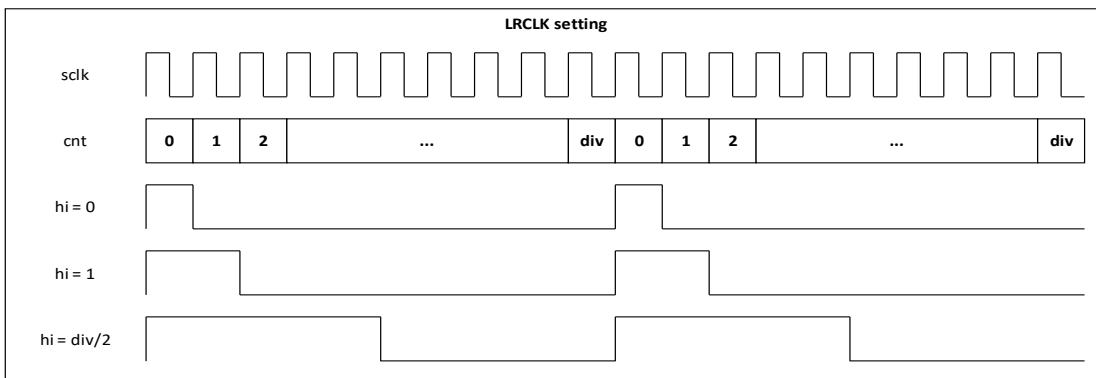 LRCLK setting
sclk
cnt 0 1 2 ... div 0 1 2 ... div
hi = 0
hi = 1
hi = div/2